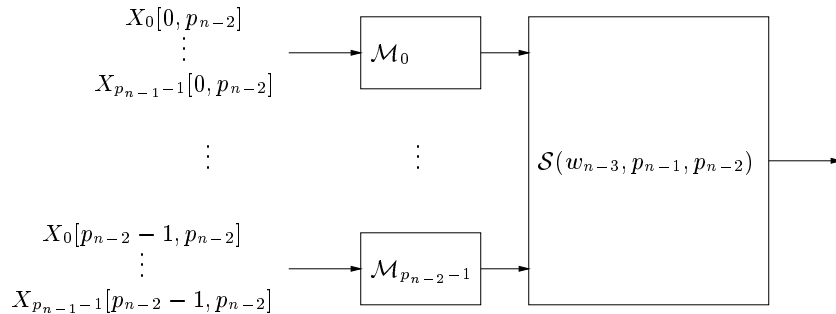 X_0[0, p_{n-2}]
⋮
X_{p_{n-1}-1}[0, p_{n-2}]
M_0
⋮ ⋮
S(w_{n-3}, p_{n-1}, p_{n-2})
X_0[p_{n-2} - 1, p_{n-2}]
⋮
X_{p_{n-1}-1}[p_{n-2} - 1, p_{n-2}]
M_{p_{n-2}-1}